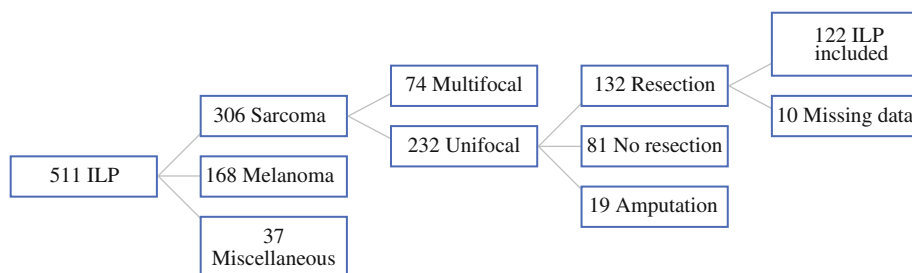 511 ILP
306 Sarcoma
168 Melanoma
37
Miscellaneous
74 Multifocal
232 Unifocal
132 Resection
81 No resection
19 Amputation
122 ILP
included
10 Missing data